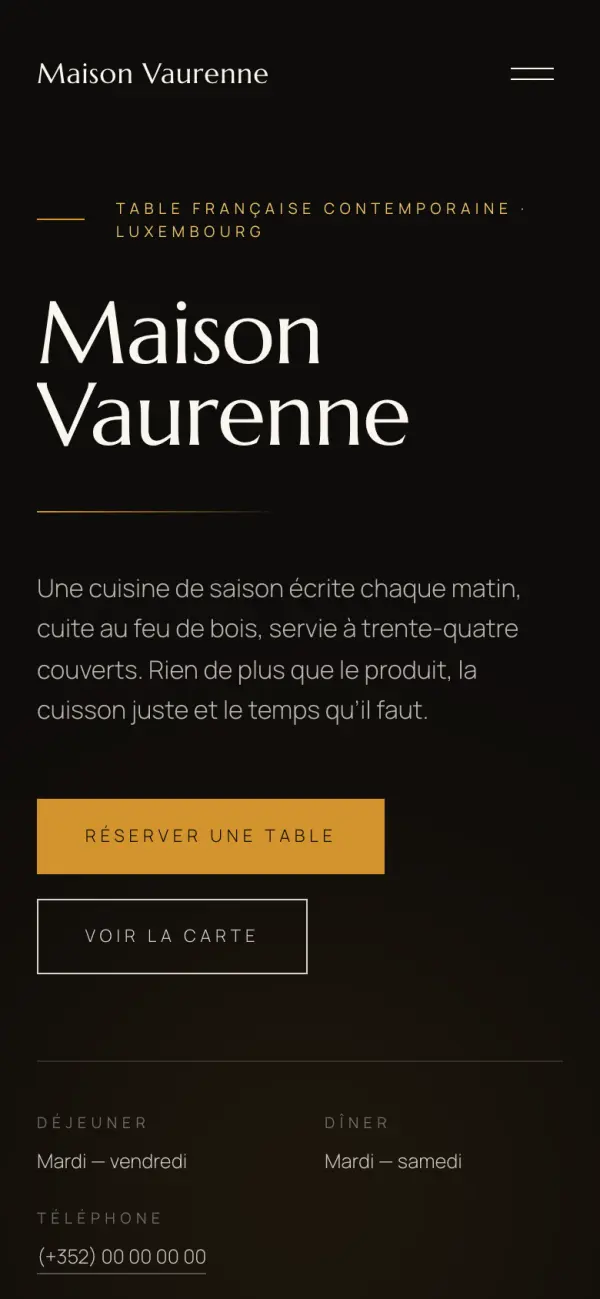 Maison Vaurenne
TABLE FRANÇAISE CONTEMPORAINE ·
LUXEMBOURG
Maison
Vaurenne
Une cuisine de saison écrite chaque matin,
cuite au feu de bois, servie à trente-quatre
couverts. Rien de plus que le produit, la
cuisson juste et le temps qu’il faut.
RÉSERVER UNE TABLE
VOIR LA CARTE
DÉJEUNER
Mardi — vendredi
DÎNER
Mardi — samedi
TÉLÉPHONE
(+352) 00 00 00 00